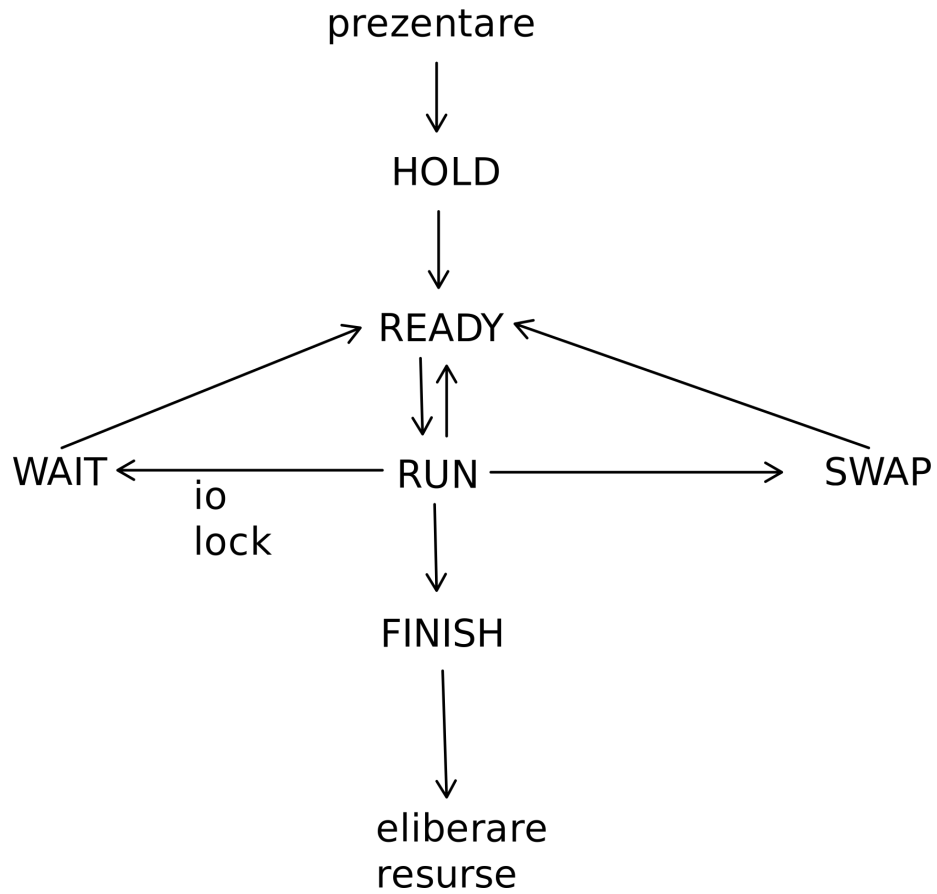 prezentare
HOLD
READY
WAIT
RUN
SWAP
io
lock
FINISH
eliberare
resurse